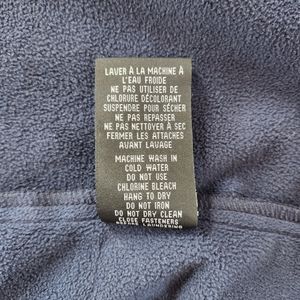 LAVER À LA MACHINE À
L'EAU FROIDE
NE PAS UTILISER DE
CHLORURE DÉCOLORANT
SUSPENDRE POUR SÉCHER
NE PAS REPASSER
NE PAS NETTOYER À SEC
FERMER LES ATTACHES
AVANT LAVAGE
MACHINE WASH IN
COLD WATER
DO NOT USE
CHLORINE BLEACH
HANG TO DRY
DO NOT IRON
DO NOT DRY CLEAN
CLOSE FASTENERS
BEFORE LAUNDERING